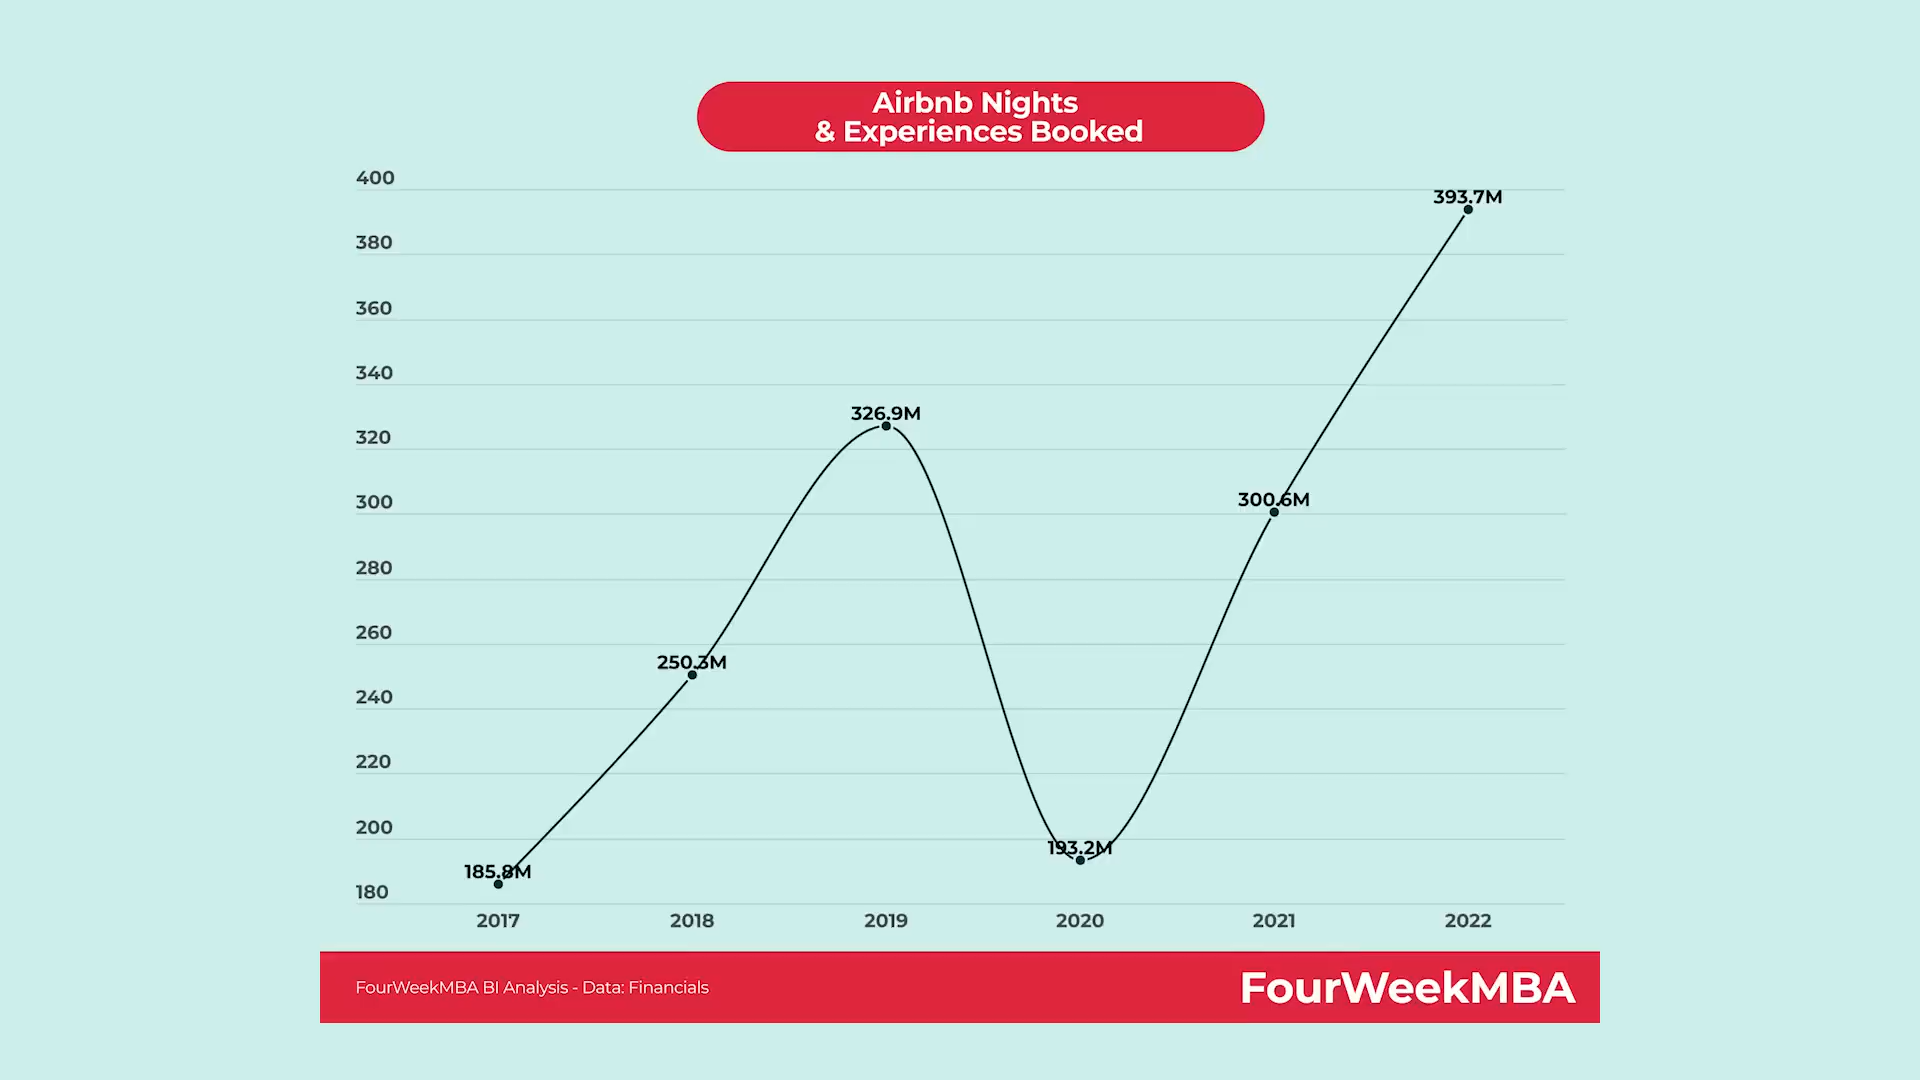 Airbnb Nights
& Experiences Booked
400
380
360
340
320
300
280
260
240
220
200
180
185.8M
250.3M
326.9M
193.2M
300.6M
393.7M
2017
2018
2019
2020
2021
2022
FourWeekMBA BI Analysis - Data: Financials
FourWeekMBA